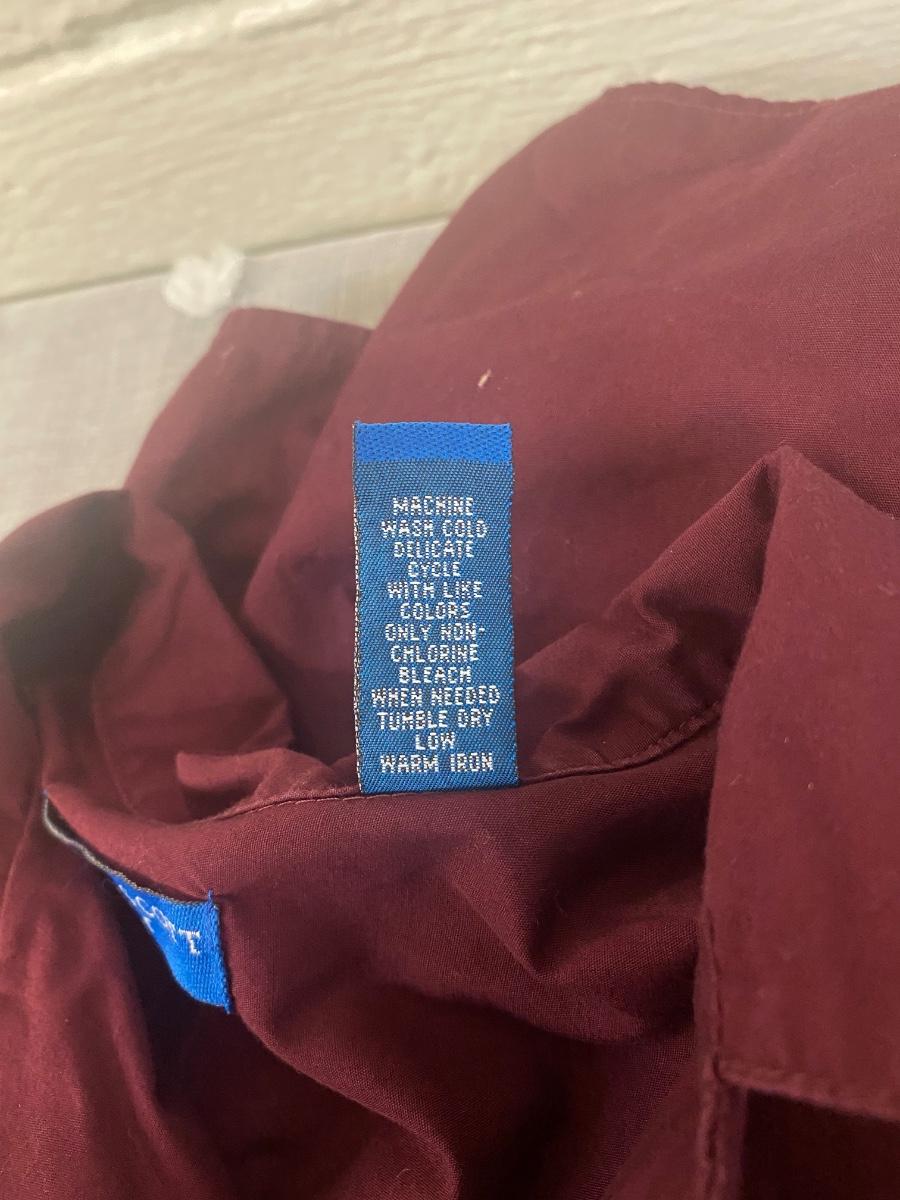 MACHINE
WASH COLD
DELICATE
CYCLE
WITH LIKE
COLORS
ONLY NON-
CHLORINE
BLEACH
WHEN NEEDED
TUMBLE DRY
LOW
WARM IRON